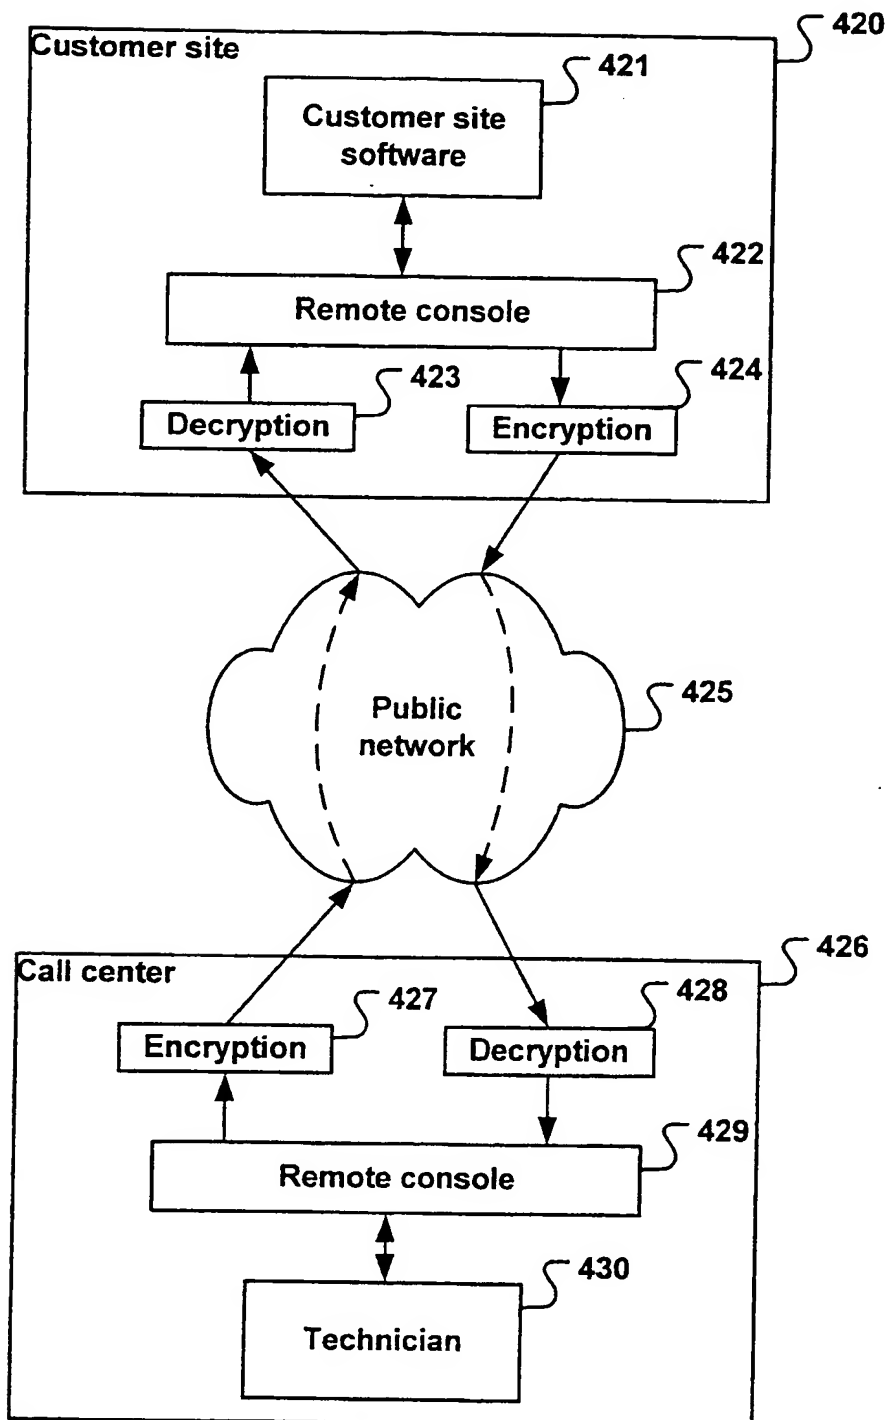 420
Customer site
421
Customer site
software
422
Remote console
423
424
Decryption
Encryption
425
Public
network
426
Call center
427
428
Encryption
Decryption
429
Remote console
430
Technician